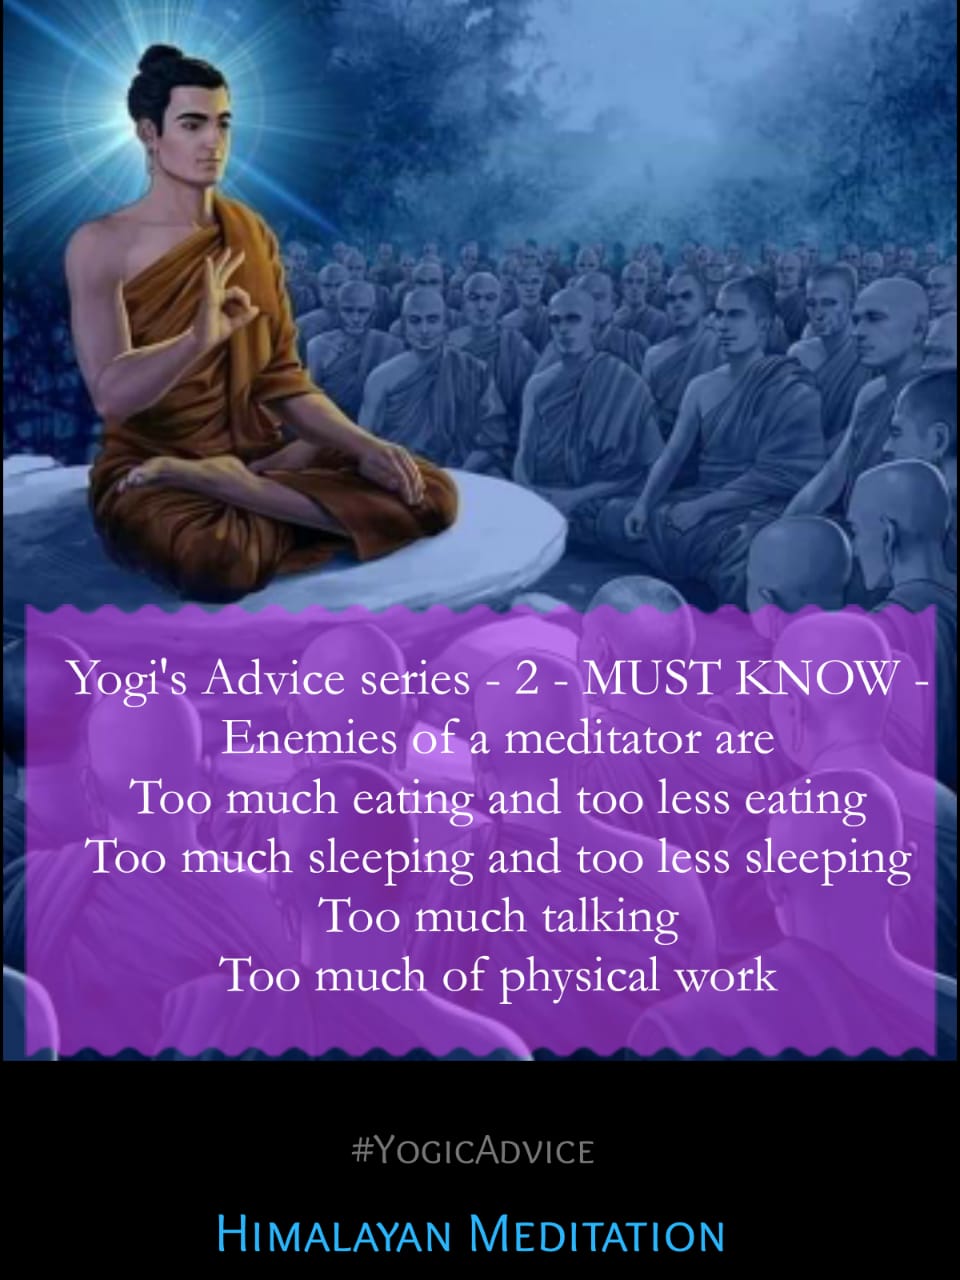 Yogi's Advice series - 2 - MUST KNOW -
Enemies of a meditator are
Too much eating and too less eating
Too much sleeping and too less sleeping
Too much talking
Too much of physical work
#YogicAdvice
Himalayan Meditation